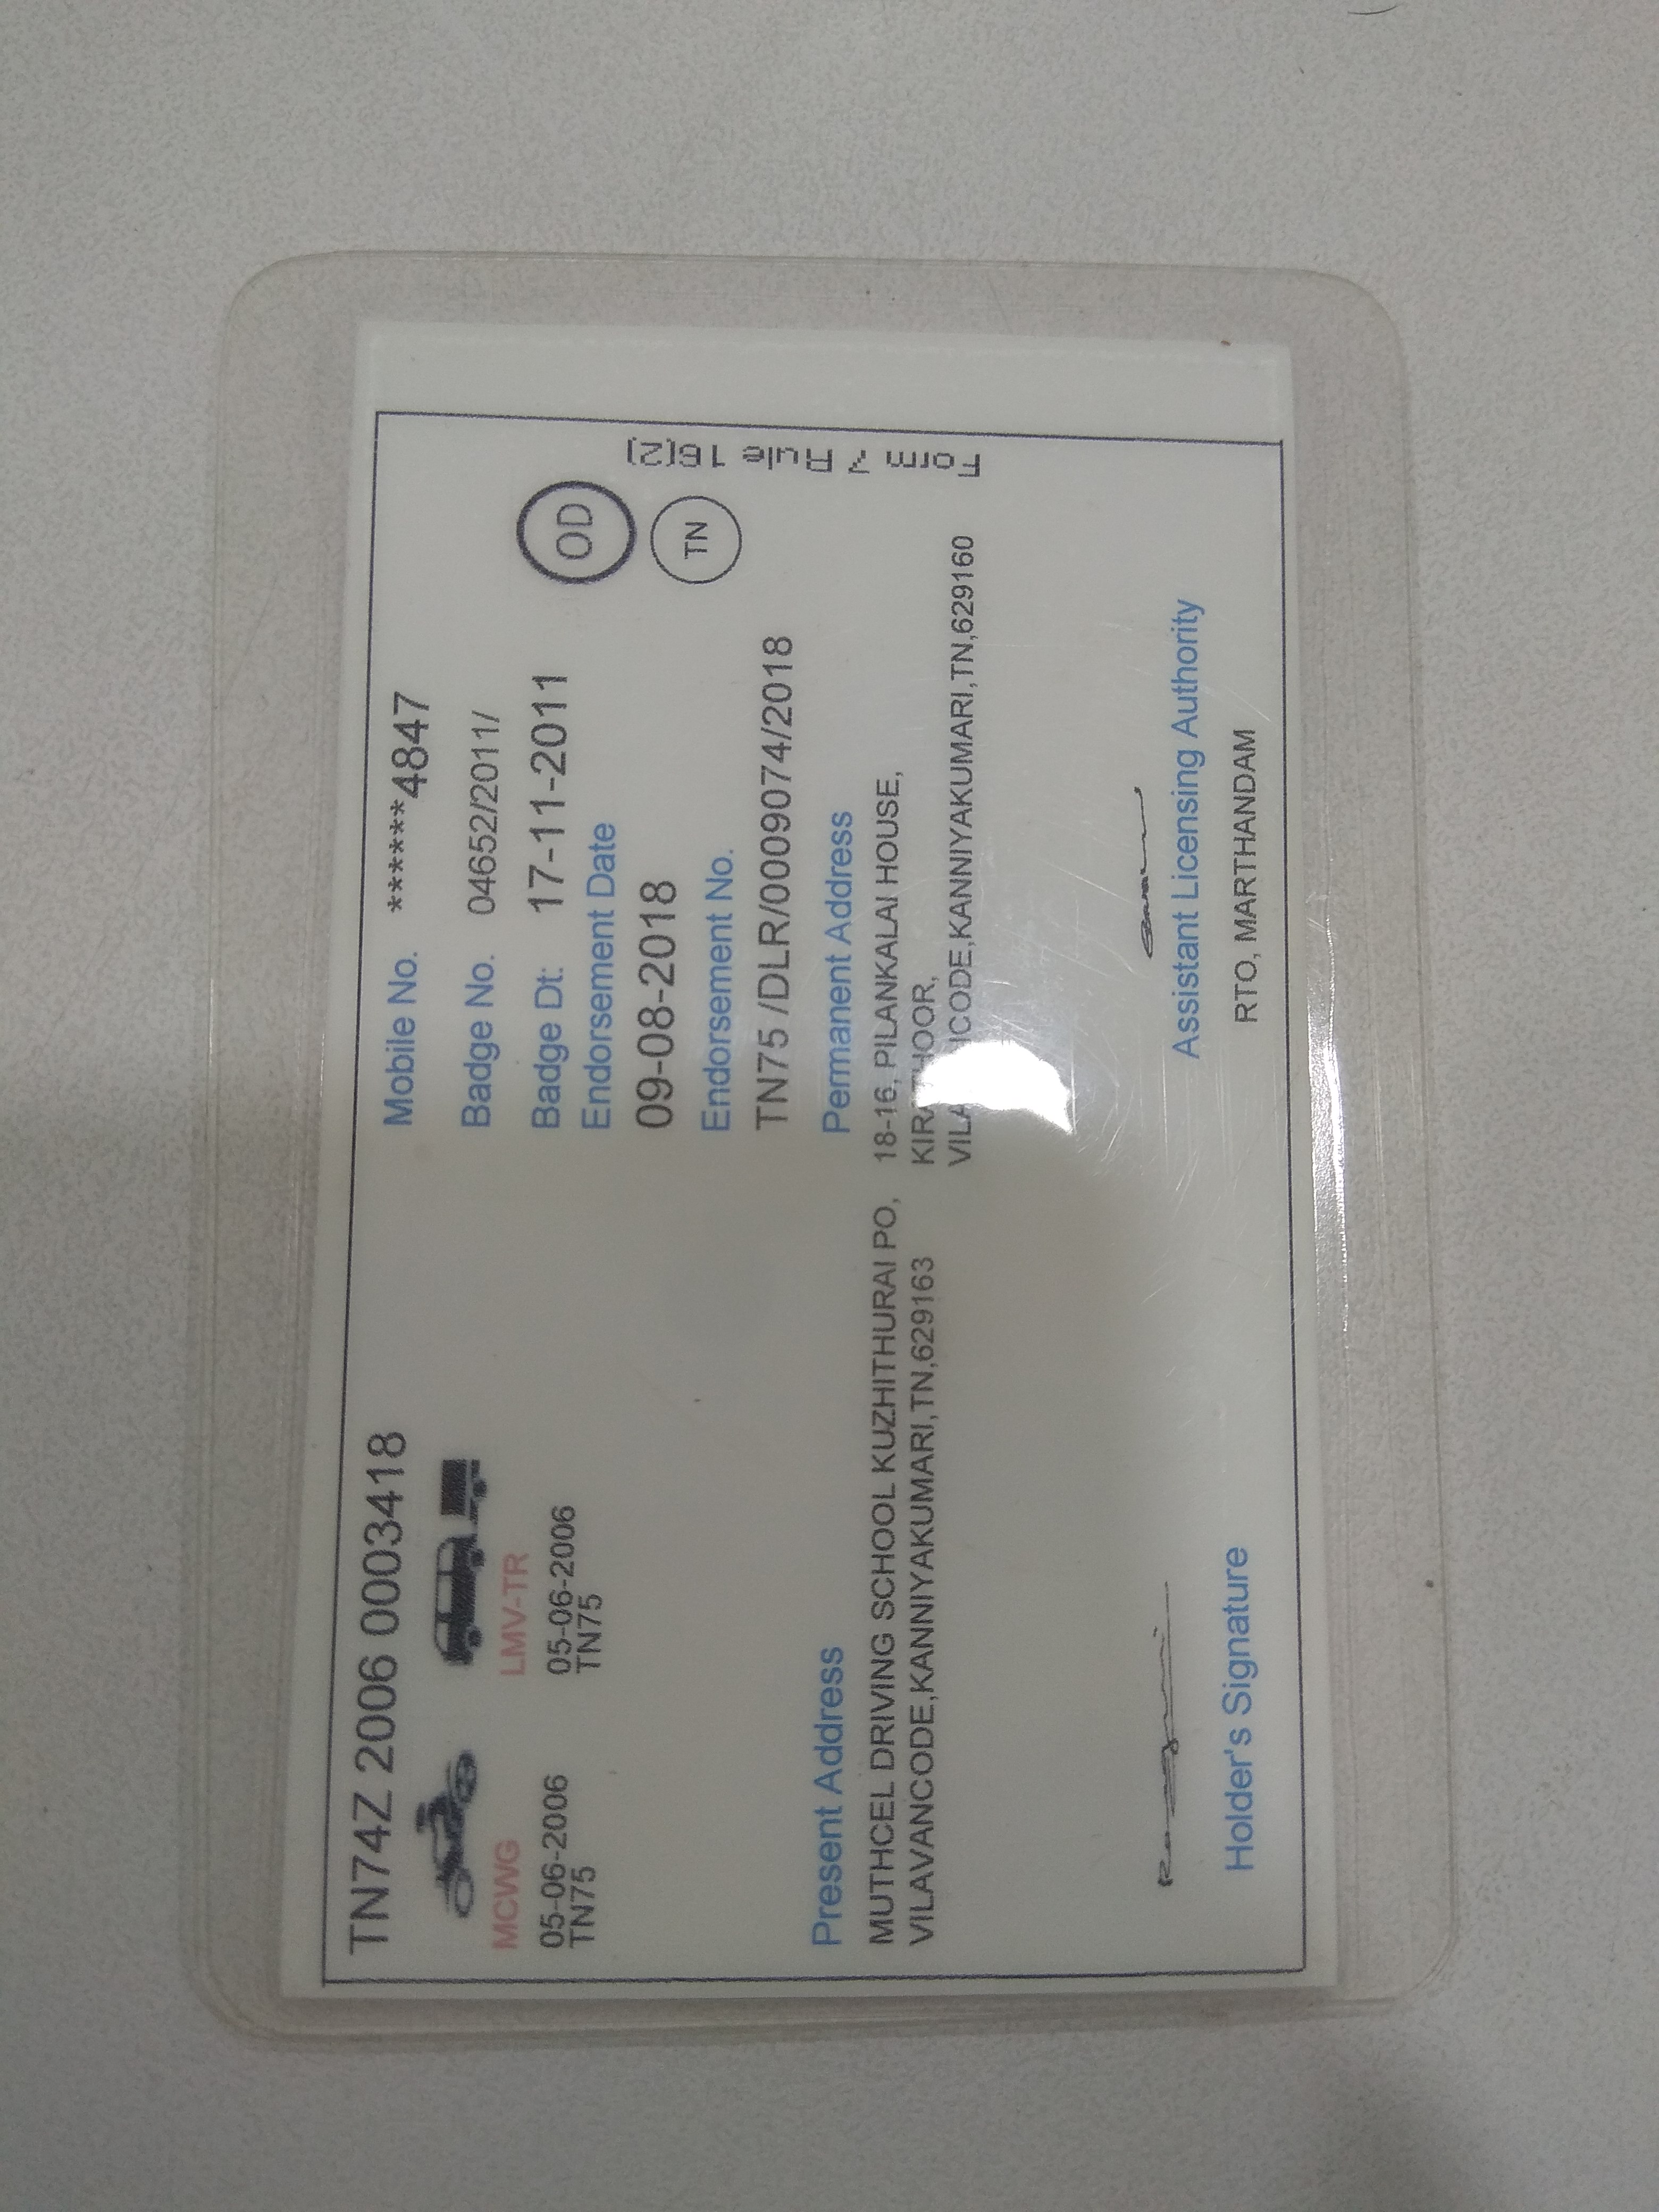 TN74Z 2006 0003418
MCWG
05-06-2006
TN75
LMV-TR
05-06-2006
TN75
Mobile No. ******4847
Badge No. 04652/2011/
Badge Dt: 17-11-2011
Endorsement Date
09-08-2018
Endorsement No.
TN75 /DLR/0009074/2018
OD
TN
Form 7 Rule 16(2)
Present Address
MUTHCEL DRIVING SCHOOL KUZHITHURAI PO,
VILAVANCODE,KANNIYAKUMARI,TN,629163
Permanent Address
18-16, PILANKALAI HOUSE,
KANNIYAKUMARI,TN,629160
Holder's Signature
Assistant Licensing Authority
RTO, MARTHANDAM